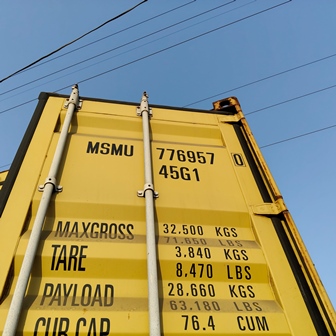 MSMU 776957 0
45G1
MAXGROSS 32.500 KGS
71.650 LBS
TARE 3.840 KGS
8.470 LBS
PAYLOAD 28.660 KGS
63.180 LBS
CUB CAP 76.4 CUM